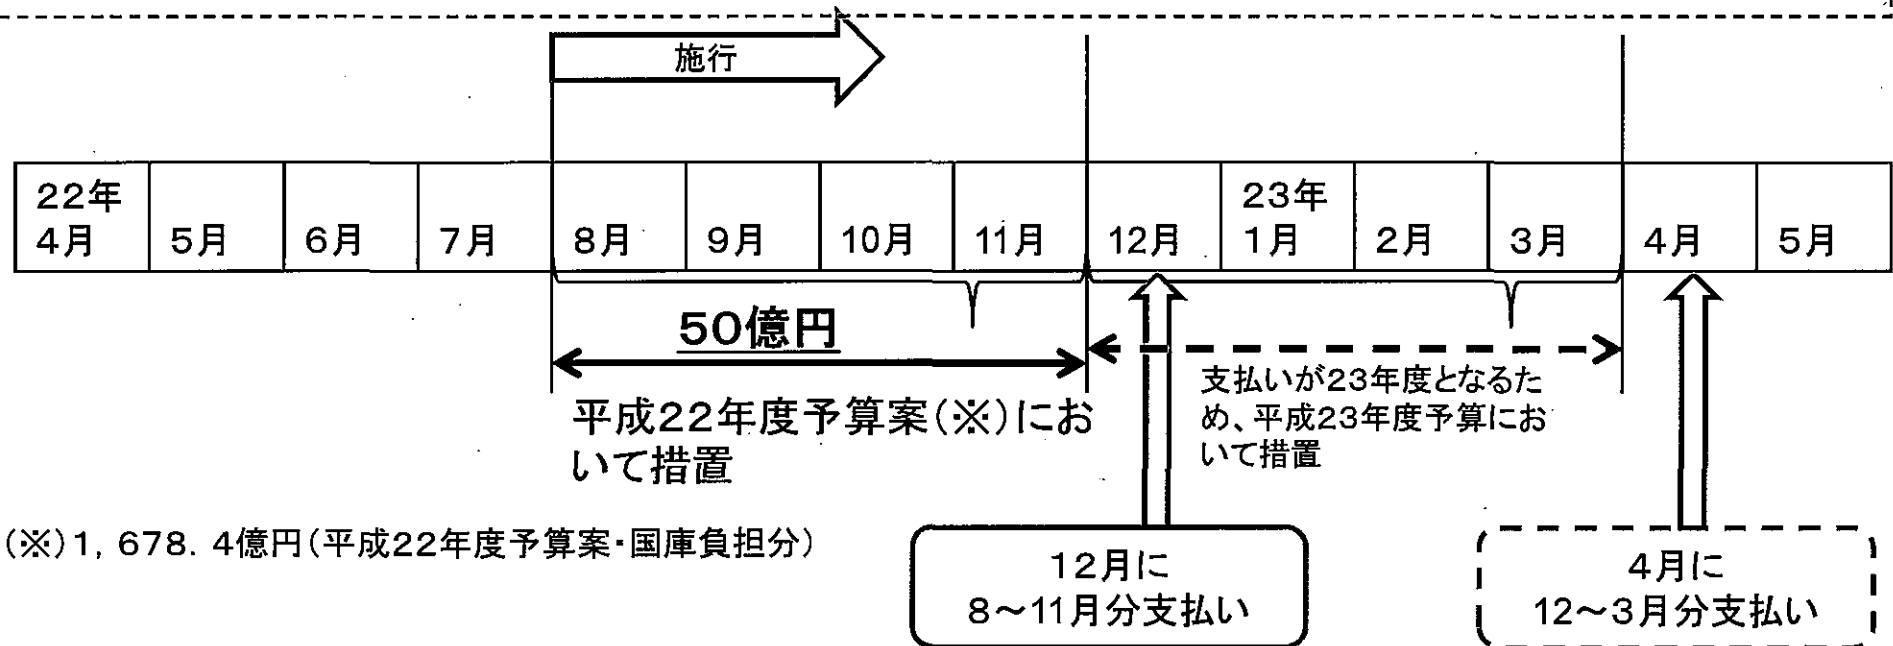 施行
22年
4月
5月
6月
7月
8月
9月
10月
11月
12月
23年
1月
2月
3月
4月
5月
50億円
平成22年度予算案(※)にお
いて措置
支払いが23年度となるた
め、平成23年度予算にお
いて措置
(※)1, 678. 4億円(平成22年度予算案・国庫負担分)
12月に
8~11月分支払い
4月に
12~3月分支払い